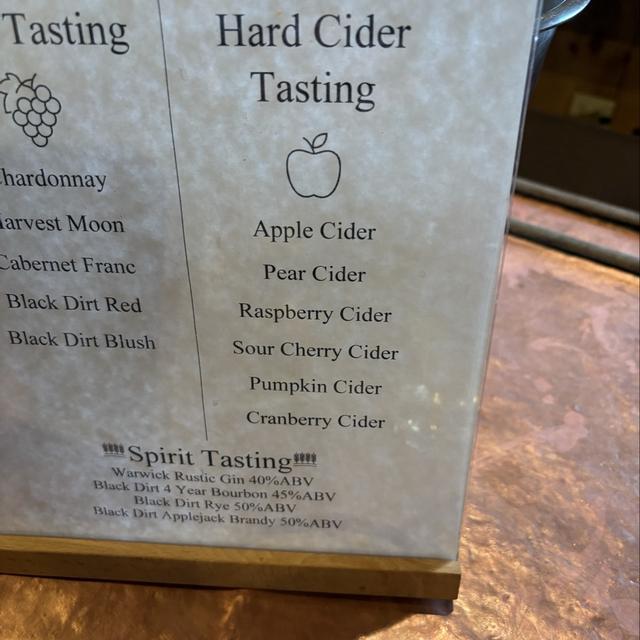 Tasting
Chardonnay
Harvest Moon
Cabernet Franc
Black Dirt Red
Black Dirt Blush
Hard Cider
Tasting
Apple Cider
Pear Cider
Raspberry Cider
Sour Cherry Cider
Pumpkin Cider
Cranberry Cider
Spirit Tasting
Warwick Rustic Gin 40%ABV
Black Dirt 4 Year Bourbon 45%ABV
Black Dirt Rye 50%ABV
Black Dirt Applejack Brandy 50%ABV